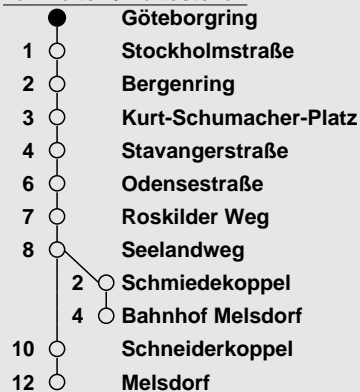 Göteborgring
1 Stockholmstraße
2 Bergenring
3 Kurt-Schumacher-Platz
4 Stavangerstraße
6 Odensestraße
7 Roskilder Weg
8 Seelandweg
2 Schmiedekoppel
4 Bahnhof Melsdorf
10 Schneiderkoppel
12 Melsdorf